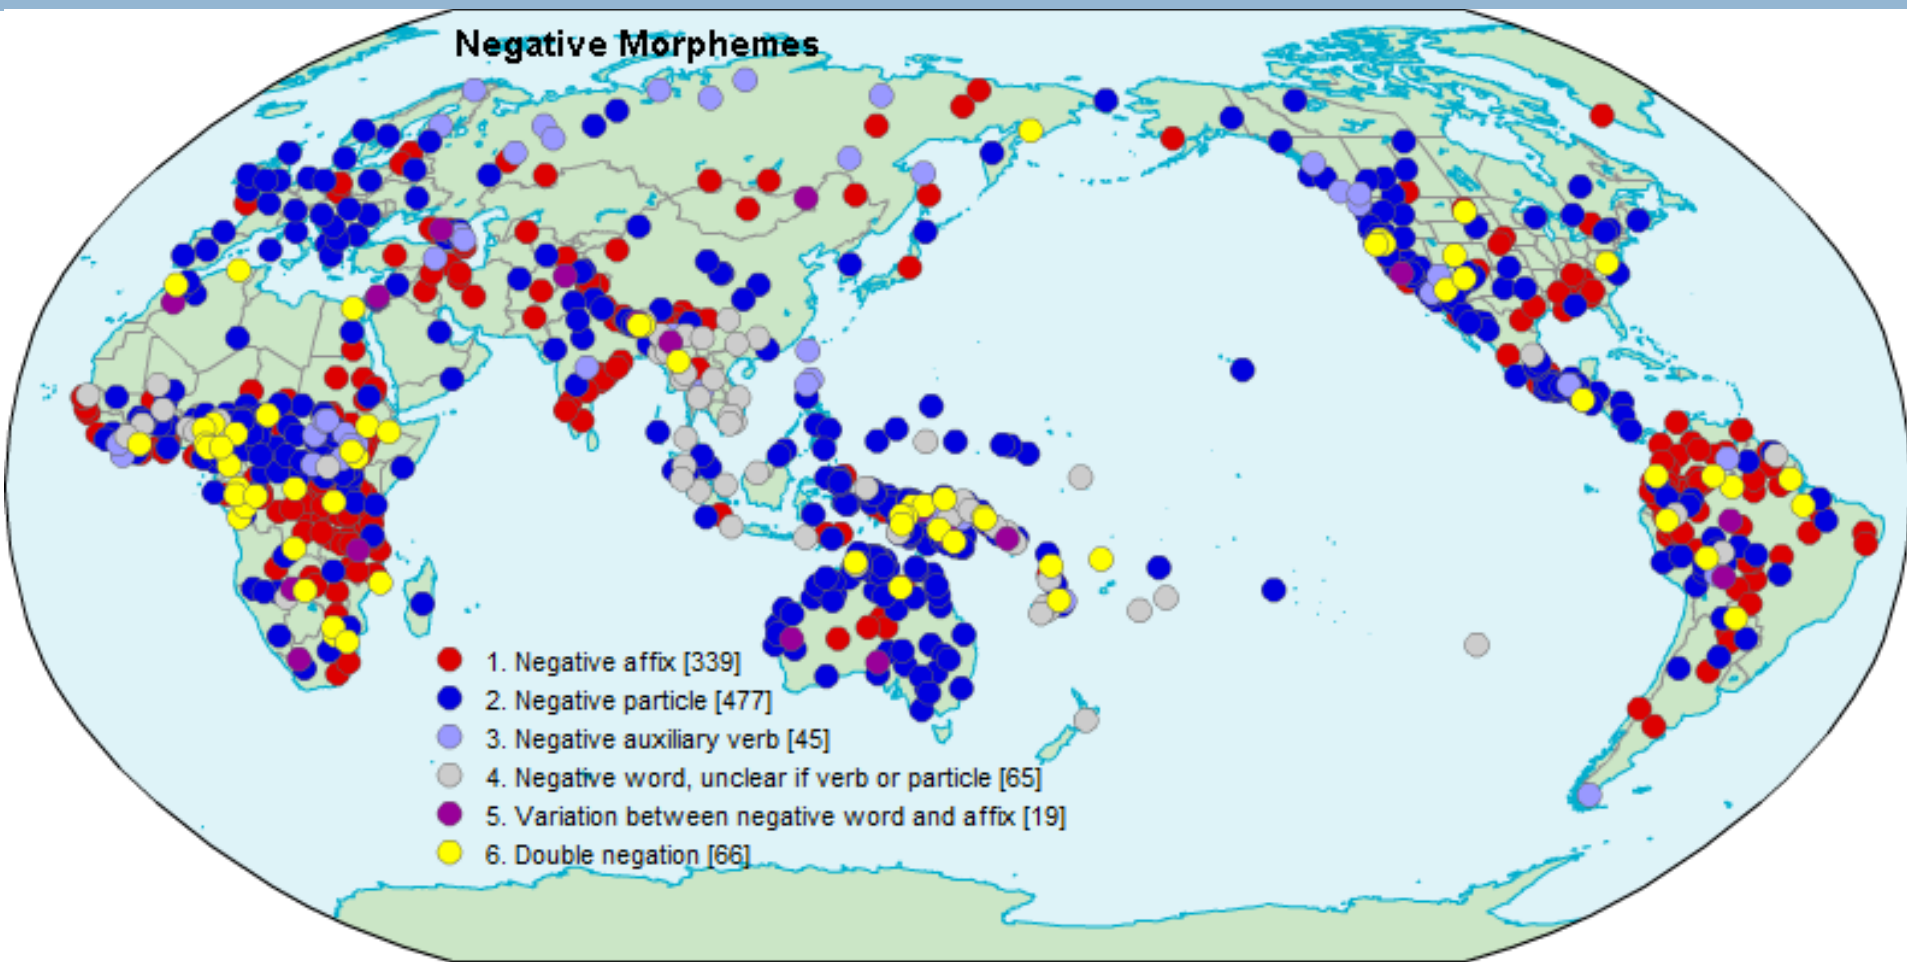 Negative Morphemes
1. Negative affix [339]
2. Negative particle [477]
3. Negative auxiliary verb [45]
4. Negative word, unclear if verb or particle [65]
5. Variation between negative word and affix [19]
6. Double negation [66]